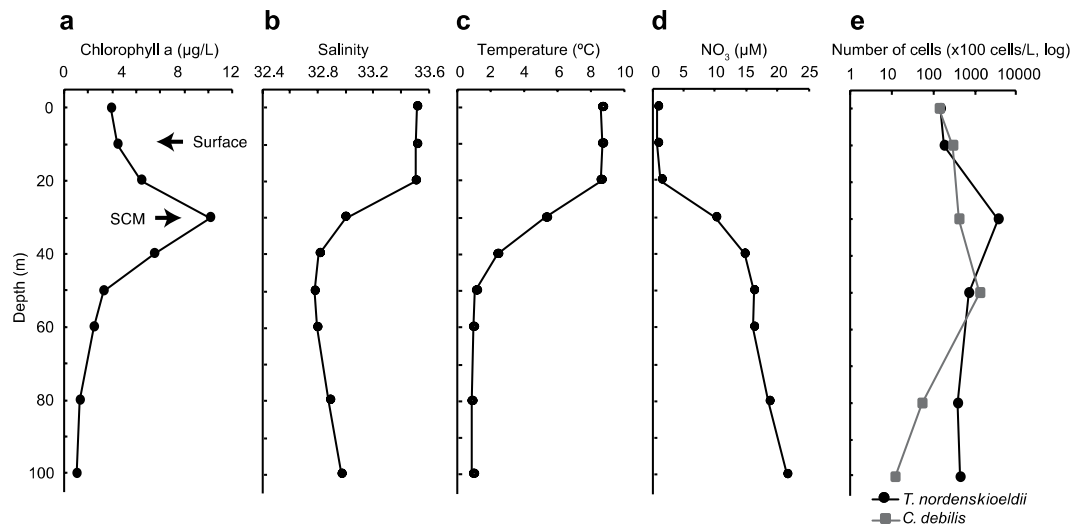 a b c d e
Chlorophyll a (µg/L) Salinity Temperature (ºC) NO3 (µM) Number of cells (x100 cells/L, log)
0 4 8 12 32.4 32.8 33.2 33.6 0 2 4 6 8 10 0 5 10 15 20 25 1 10 100 1000 10000
0
Surface
20
SCM
40
Depth (m)
60
80
100
T. nordenskioeldii
C. debilis